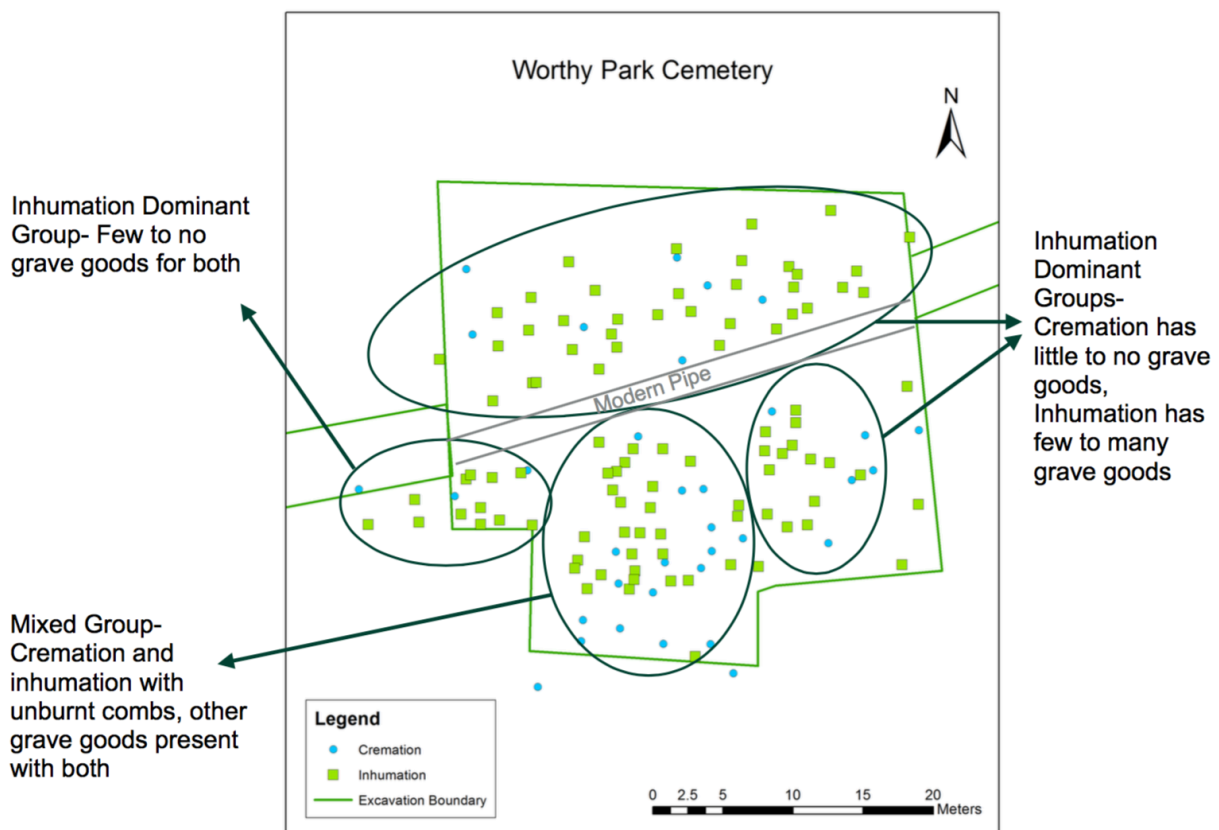 Worthy Park Cemetery
N
Inhumation Dominant
Group- Few to no
grave goods for both
Inhumation
Dominant
Groups-
Cremation has
little to no grave
goods,
Inhumation has
few to many
grave goods
Modern Pipe
Mixed Group-
Cremation and
inhumation with
unburnt combs, other
grave goods present
with both
Legend
Cremation
Inhumation
Excavation Boundary
0 2.5 5 10 15 20
Meters